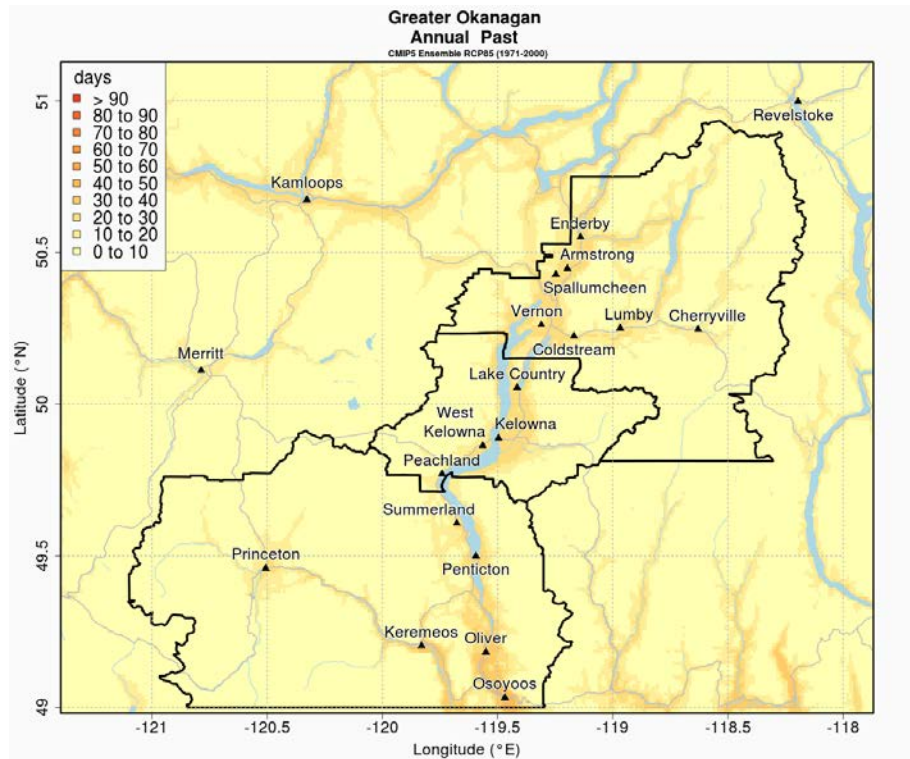 Greater Okanagan
Annual Past
CMIP5 Ensemble RCP85 (1971-2000)
days
> 90
80 to 90
70 to 80
60 to 70
50 to 60
40 to 50
30 to 40
20 to 30
10 to 20
0 to 10
Revelstoke
Kamloops
Enderby
Armstrong
Spallumcheen
Vernon
Lumby
Cherryville
Coldstream
Merritt
Lake Country
West
Kelowna
Kelowna
Peachland
Summerland
Princeton
Penticton
Keremeos
Oliver
Osoyoos
51
50.5
50
49.5
49
Latitude (°N)
-121
-120.5
-120
-119.5
-119
-118.5
-118
Longitude (°E)